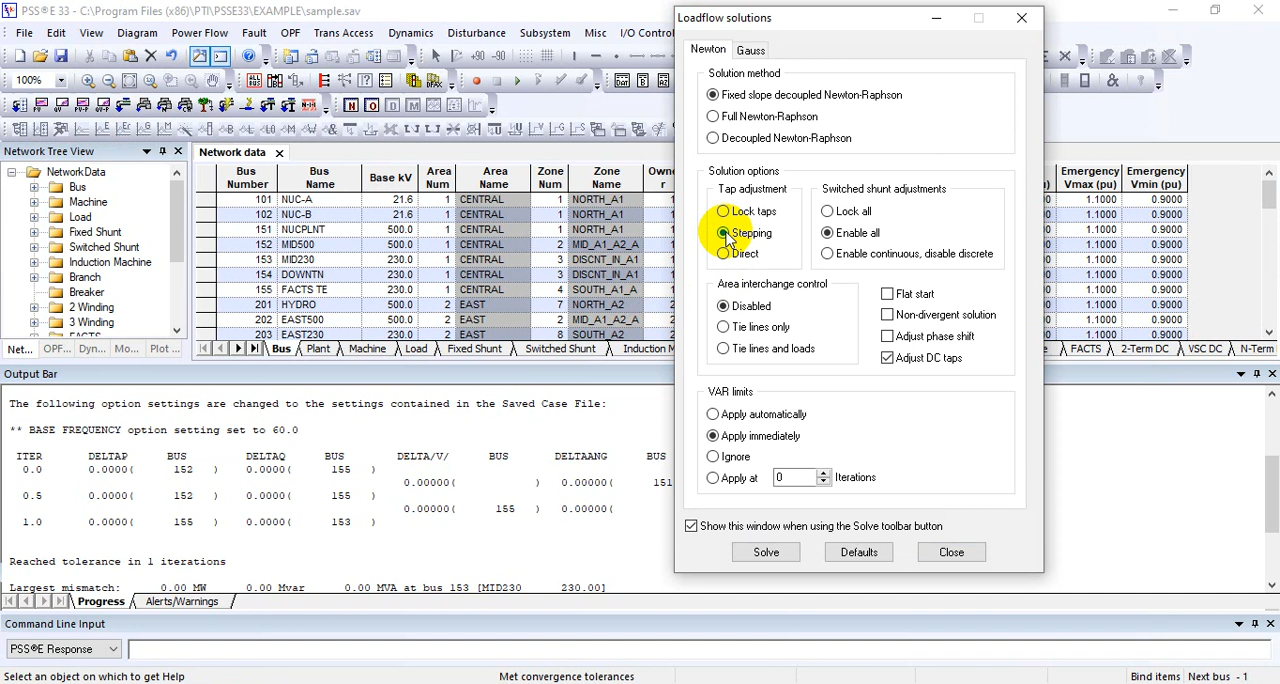 PSS®E 33 - C:\Program Files (x86)\PTI\PSSE33\EXAMPLE\sample.sav
File Edit View Diagram Power Flow Fault OPF Trans Access Dynamics Disturbance Subsystem Misc I/O Control
100%
Network Tree View
NetworkData
Bus
Machine
Load
Fixed Shunt
Switched Shunt
Induction Machine
Branch
Breaker
2 Winding
3 Winding
Net... OPF... Dyn... Mo... Plot ...
Network data
Bus Number Bus Name Base kV Area Num Area Name Zone Num Zone Name Emergency Vmax (pu) Emergency Vmin (pu)
101 NUC-A 21.6 1 CENTRAL 1 NORTH_A1 1.1000 0.9000
102 NUC-B 21.6 1 CENTRAL 1 NORTH_A1 1.1000 0.9000
151 NUCPLNT 500.0 1 CENTRAL 1 NORTH_A1 1.1000 0.9000
152 MID500 500.0 1 CENTRAL 2 MID_A1_A2_A 1.1000 0.9000
153 MID230 230.0 1 CENTRAL 3 DISCNT_IN_A1 1.1000 0.9000
154 DOWNTN 230.0 1 CENTRAL 3 DISCNT_IN_A1 1.1000 0.9000
155 FACTS TE 230.0 1 CENTRAL 4 SOUTH_A1_A 1.1000 0.9000
201 HYDRO 500.0 2 EAST 7 NORTH_A2 1.1000 0.9000
202 EAST500 500.0 2 EAST 2 MID_A1_A2_A 1.1000 0.9000
203 EAST230 230.0 2 EAST 8 SOUTH_A2 1.1000 0.9000
Bus Plant Machine Load Fixed Shunt Switched Shunt Induction FACTS 2-Term DC VSC DC N-Term
Loadflow solutions
Newton Gauss
Solution method
Fixed slope decoupled Newton-Raphson
Full Newton-Raphson
Decoupled Newton-Raphson
Solution options
Tap adjustment
Lock taps
Stepping
Direct
Switched shunt adjustments
Lock all
Enable all
Enable continuous, disable discrete
Area interchange control
Disabled
Tie lines only
Tie lines and loads
Flat start
Non-divergent solution
Adjust phase shift
Adjust DC taps
VAR limits
Apply automatically
Apply immediately
Ignore
Apply at 0 Iterations
Show this window when using the Solve toolbar button
Solve Defaults Close
Output Bar
The following option settings are changed to the settings contained in the Saved Case File:
** BASE FREQUENCY option setting set to 60.0
ITER DELTAP BUS DELTAQ BUS DELTA/V/ BUS DELTAANG BUS
0.0 0.0000( 152 ) 0.0000( 155 )
0.00000( ) 0.00000( 151
0.5 0.0000( 152 ) 0.0000( 155 )
0.00000( 155 ) 0.00000(
1.0 0.0000( 155 ) 0.0000( 153 )
Reached tolerance in 1 iterations
Largest mismatch: 0.00 MW 0.00 Mvar 0.00 MVA at bus 153 [MID230 230.00]
Progress Alerts/Warnings
Command Line Input
PSS®E Response
Select an object on which to get Help Met convergence tolerances Bind items Next bus - 1